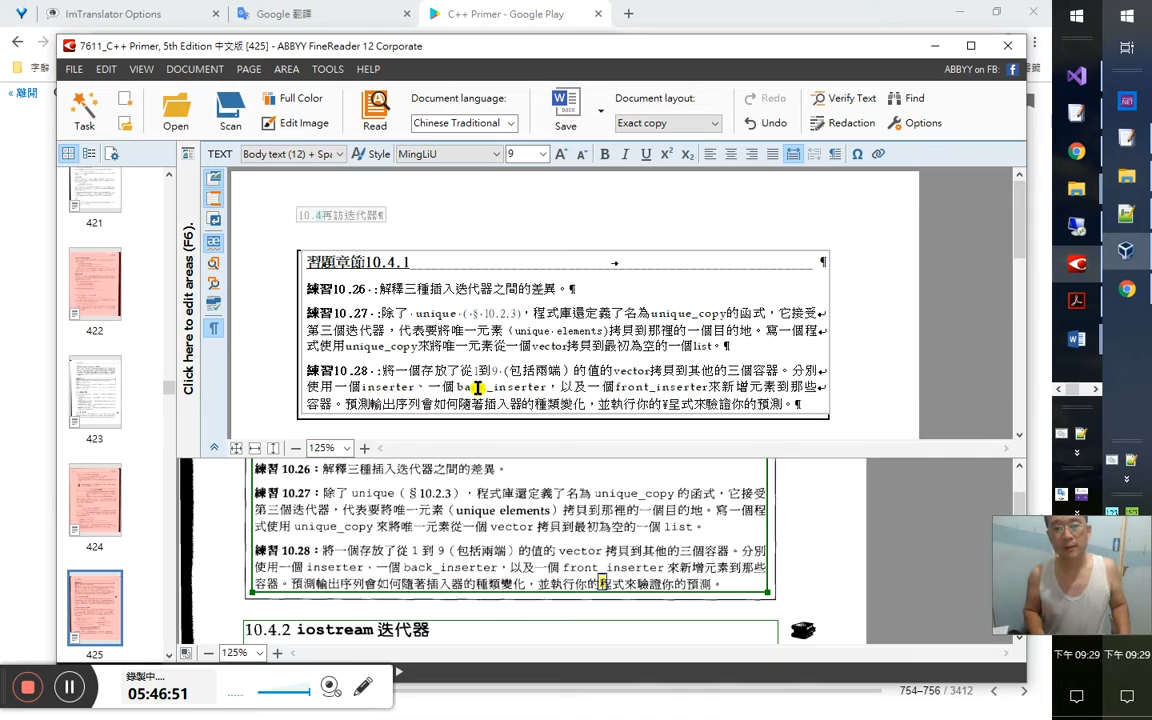 ImTranslator Options
Google 翻譯
C++ Primer - Google Play
7611_C++ Primer, 5th Edition 中文版 [425] - ABBYY FineReader 12 Corporate
字辭
« 離開
FILE EDIT VIEW DOCUMENT PAGE AREA TOOLS HELP
ABBYY on FB:
Task
Open
Scan
Full Color
Edit Image
Read
Document language:
Chinese Traditional
Save
Document layout:
Exact copy
Redo
Undo
Verify Text
Redaction
Find
Options
TEXT
Body text (12) + Spa
Style
MingLiU
9
421
422
423
424
425
Click here to edit areas (F6).
10.4再訪迭代器¶
習題章節10.4.1 → ¶
練習10.26·:解釋三種插入迭代器之間的差異。¶
練習10.27·:除了·unique·(·§·10.2.3)，程式庫還定義了名為unique_copy的函式，它接受
第三個迭代器，代表要將唯一元素（unique·elements)拷貝到那裡的一個目的地。寫一個程
式使用unique_copy來將唯一元素從一個vector拷貝到最初為空的一個list。¶
練習10.28·:將一個存放了從1到9·(包括兩端）的值的vector拷貝到其他的三個容器。分別
使用一個inserter、一個back_inserter，以及一個front_inserter來新增元素到那些
容器。預測輸出序列會如何隨著插入器的種類變化，並執行你的¥呈式來驗證你的預測。¶
125%
練習 10.26：解釋三種插入迭代器之間的差異。
練習 10.27：除了 unique（§10.2.3），程式庫還定義了名為 unique_copy 的函式，它接受
第三個迭代器，代表要將唯一元素（unique elements）拷貝到那裡的一個目的地。寫一個程
式使用 unique_copy 來將唯一元素從一個 vector 拷貝到最初為空的一個 list。
練習 10.28：將一個存放了從 1 到 9（包括兩端）的值的 vector 拷貝到其他的三個容器。分別
使用一個 inserter、一個 back_inserter，以及一個 front_inserter 來新增元素到那些
容器。預測輸出序列會如何隨著插入器的種類變化，並執行你的程式來驗證你的預測。
10.4.2 iostream 迭代器
125%
錄製中...
05:46:51
754–756 / 3412
下午 09:29
下午 09:29